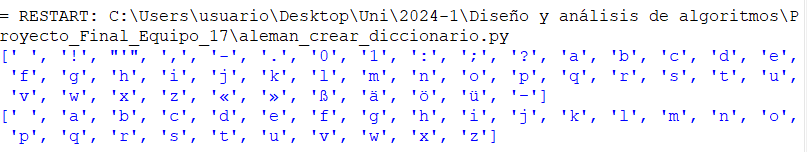 = RESTART: C:\Users\usuario\Desktop\Uni\2024-1\Diseño y análisis de algoritmos\P
royecto_Final_Equipo_17\aleman_crear_diccionario.py
[' ', '!', "'", ',', '-', '.', '0', '1', ':', ';', '?', 'a', 'b', 'c', 'd', 'e',
 'f', 'g', 'h', 'i', 'j', 'k', 'l', 'm', 'n', 'o', 'p', 'q', 'r', 's', 't', 'u',
 'v', 'w', 'x', 'z', '«', '»', 'ß', 'ä', 'ö', 'ü', '–']
[' ', 'a', 'b', 'c', 'd', 'e', 'f', 'g', 'h', 'i', 'j', 'k', 'l', 'm', 'n', 'o',
 'p', 'q', 'r', 's', 't', 'u', 'v', 'w', 'x', 'z']